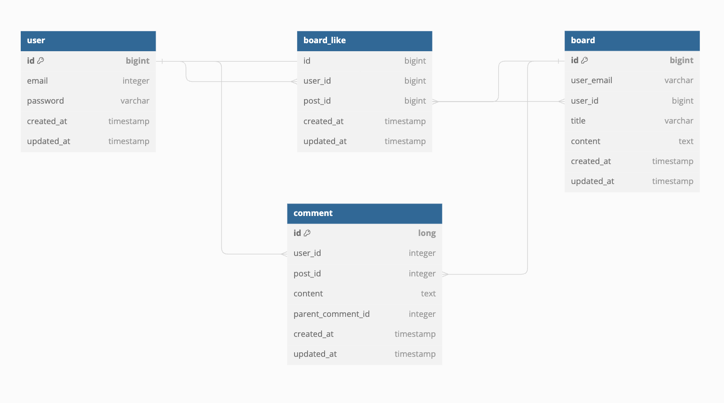 user
id bigint
email integer
password varchar
created_at timestamp
updated_at timestamp
board_like
id bigint
user_id bigint
post_id bigint
created_at timestamp
updated_at timestamp
board
id bigint
user_email varchar
user_id bigint
title varchar
content text
created_at timestamp
updated_at timestamp
comment
id long
user_id integer
post_id integer
content text
parent_comment_id integer
created_at timestamp
updated_at timestamp